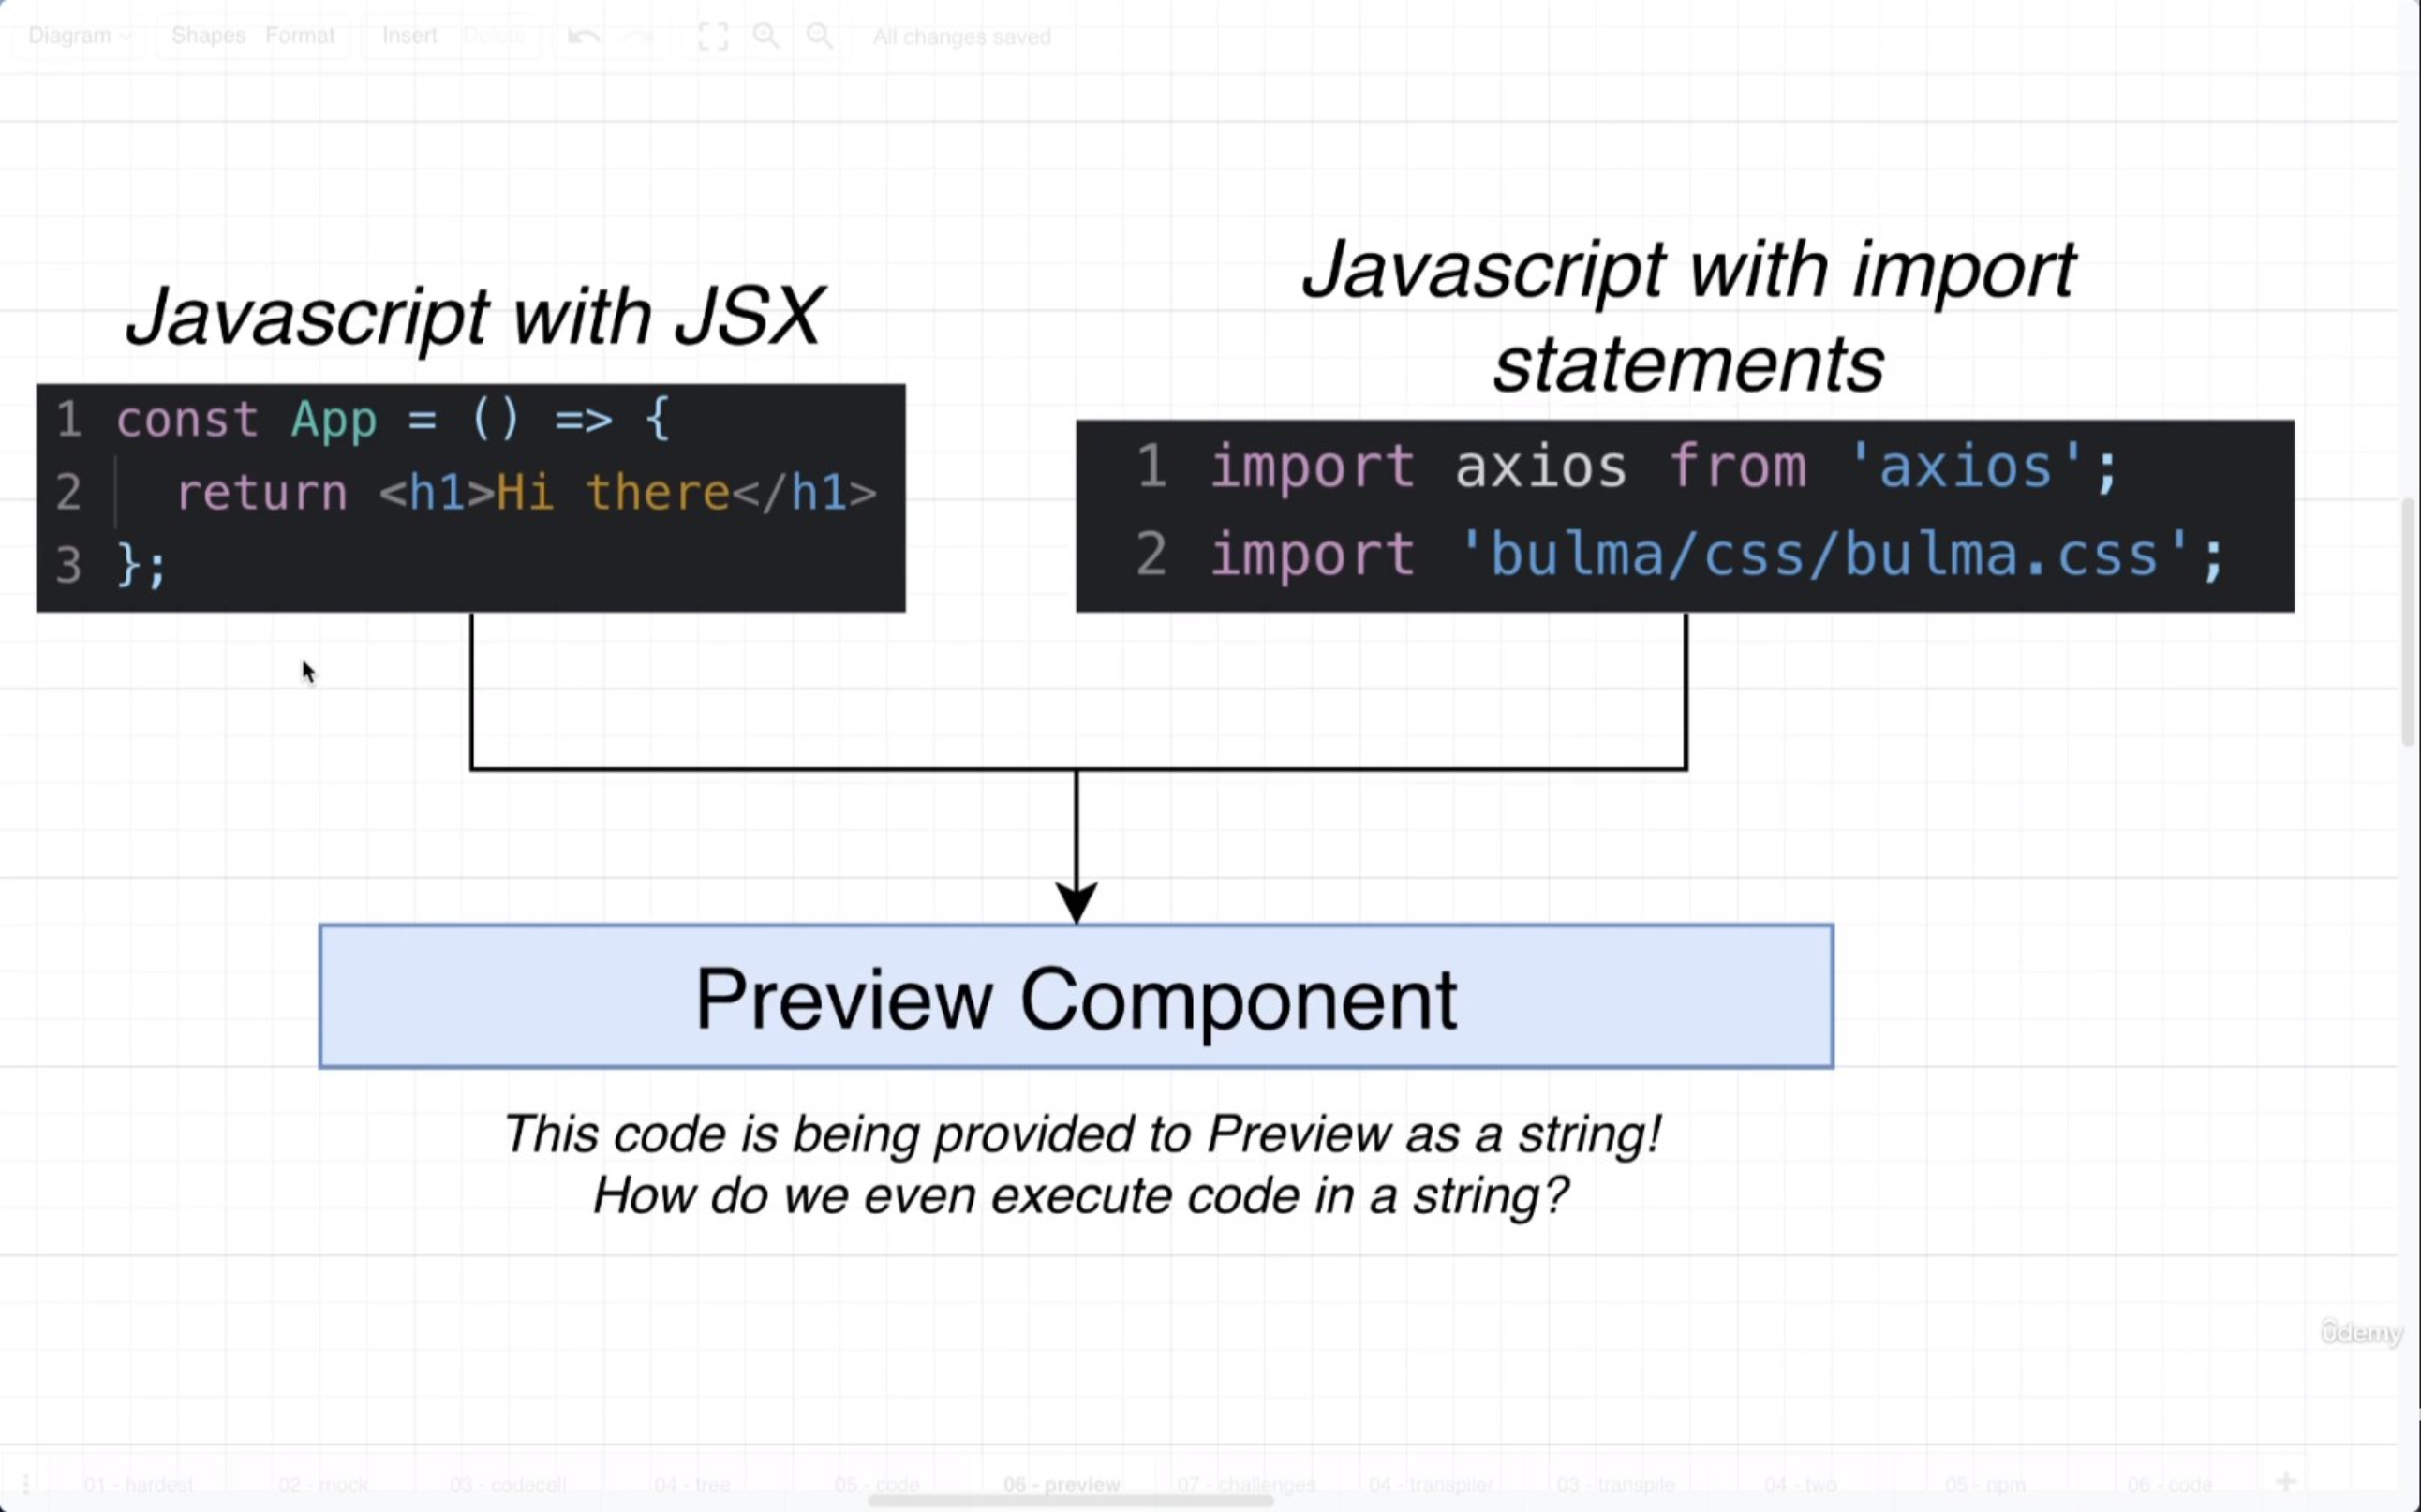 Diagram
Shapes Format
Insert Delete
All changes saved
Javascript with JSX
1 const App = () => {
2 return <h1>Hi there</h1>
3 };
Javascript with import
statements
1 import axios from 'axios';
2 import 'bulma/css/bulma.css';
Preview Component
This code is being provided to Preview as a string!
How do we even execute code in a string?
ûdemy
01 - hardest 02 - mock 03 - codecell 04 - tree 05 - code 06 - preview 07 - challenges 04 - transpiler 03 - transpile 04 - two 05 - npm 06 - code